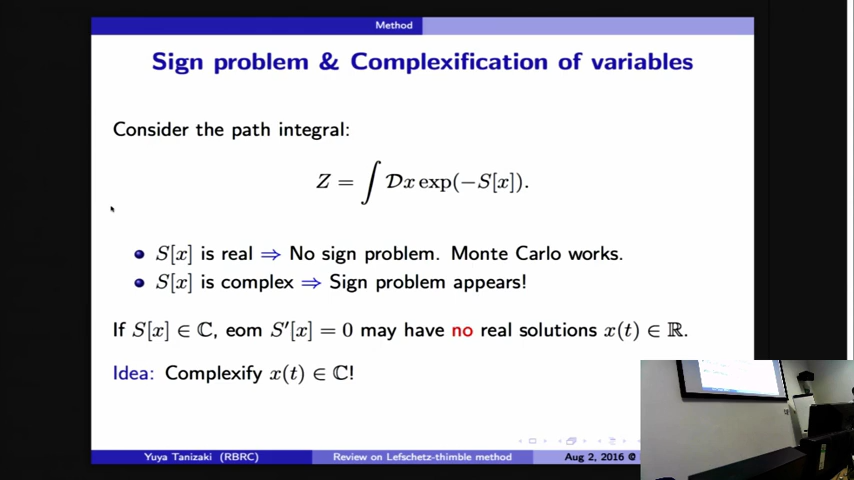 Method
Sign problem & Complexification of variables
Consider the path integral:
Z = ∫ 𝒟x exp(−S[x]).
S[x] is real ⇒ No sign problem. Monte Carlo works.
S[x] is complex ⇒ Sign problem appears!
If S[x] ∈ ℂ, eom S′[x] = 0 may have no real solutions x(t) ∈ ℝ.
Idea: Complexify x(t) ∈ ℂ!
Yuya Tanizaki (RBRC) Review on Lefschetz-thimble method Aug 2, 2016 @